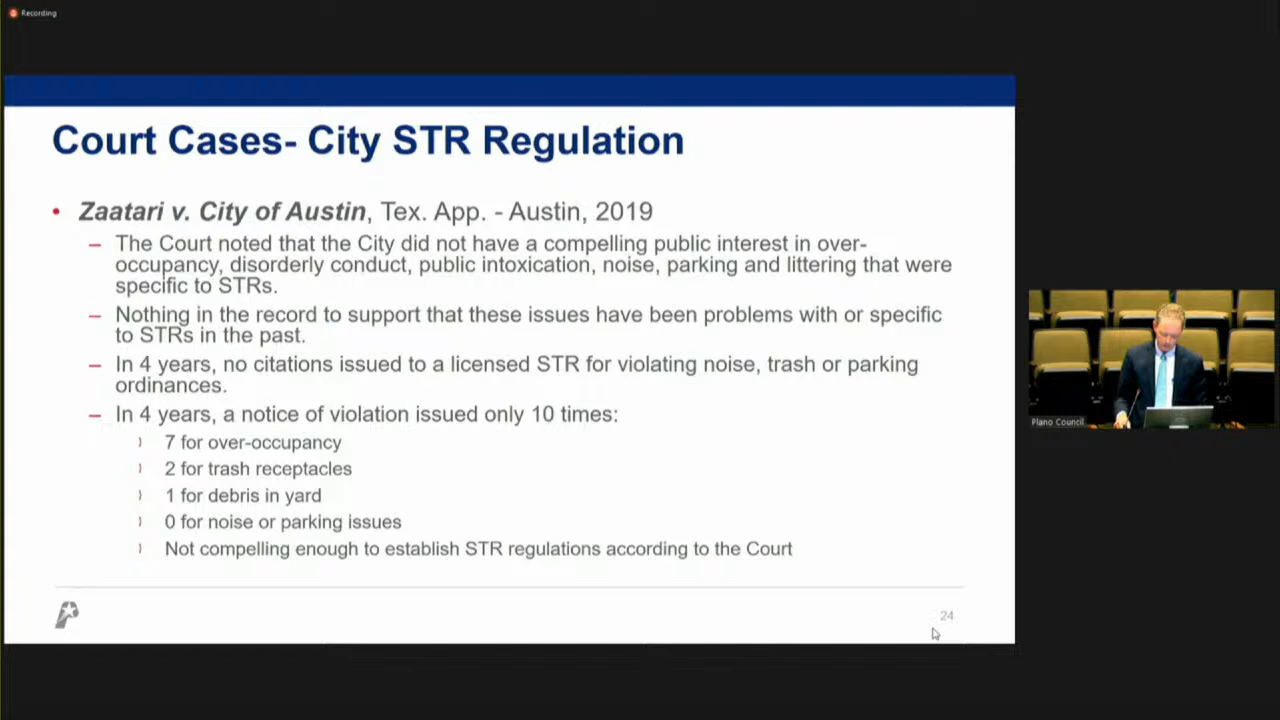 Recording
Court Cases- City STR Regulation
• Zaatari v. City of Austin, Tex. App. - Austin, 2019
– The Court noted that the City did not have a compelling public interest in over-
occupancy, disorderly conduct, public intoxication, noise, parking and littering that were
specific to STRs.
– Nothing in the record to support that these issues have been problems with or specific
to STRs in the past.
– In 4 years, no citations issued to a licensed STR for violating noise, trash or parking
ordinances.
– In 4 years, a notice of violation issued only 10 times:
7 for over-occupancy
2 for trash receptacles
1 for debris in yard
0 for noise or parking issues
Not compelling enough to establish STR regulations according to the Court
24
Plano Council